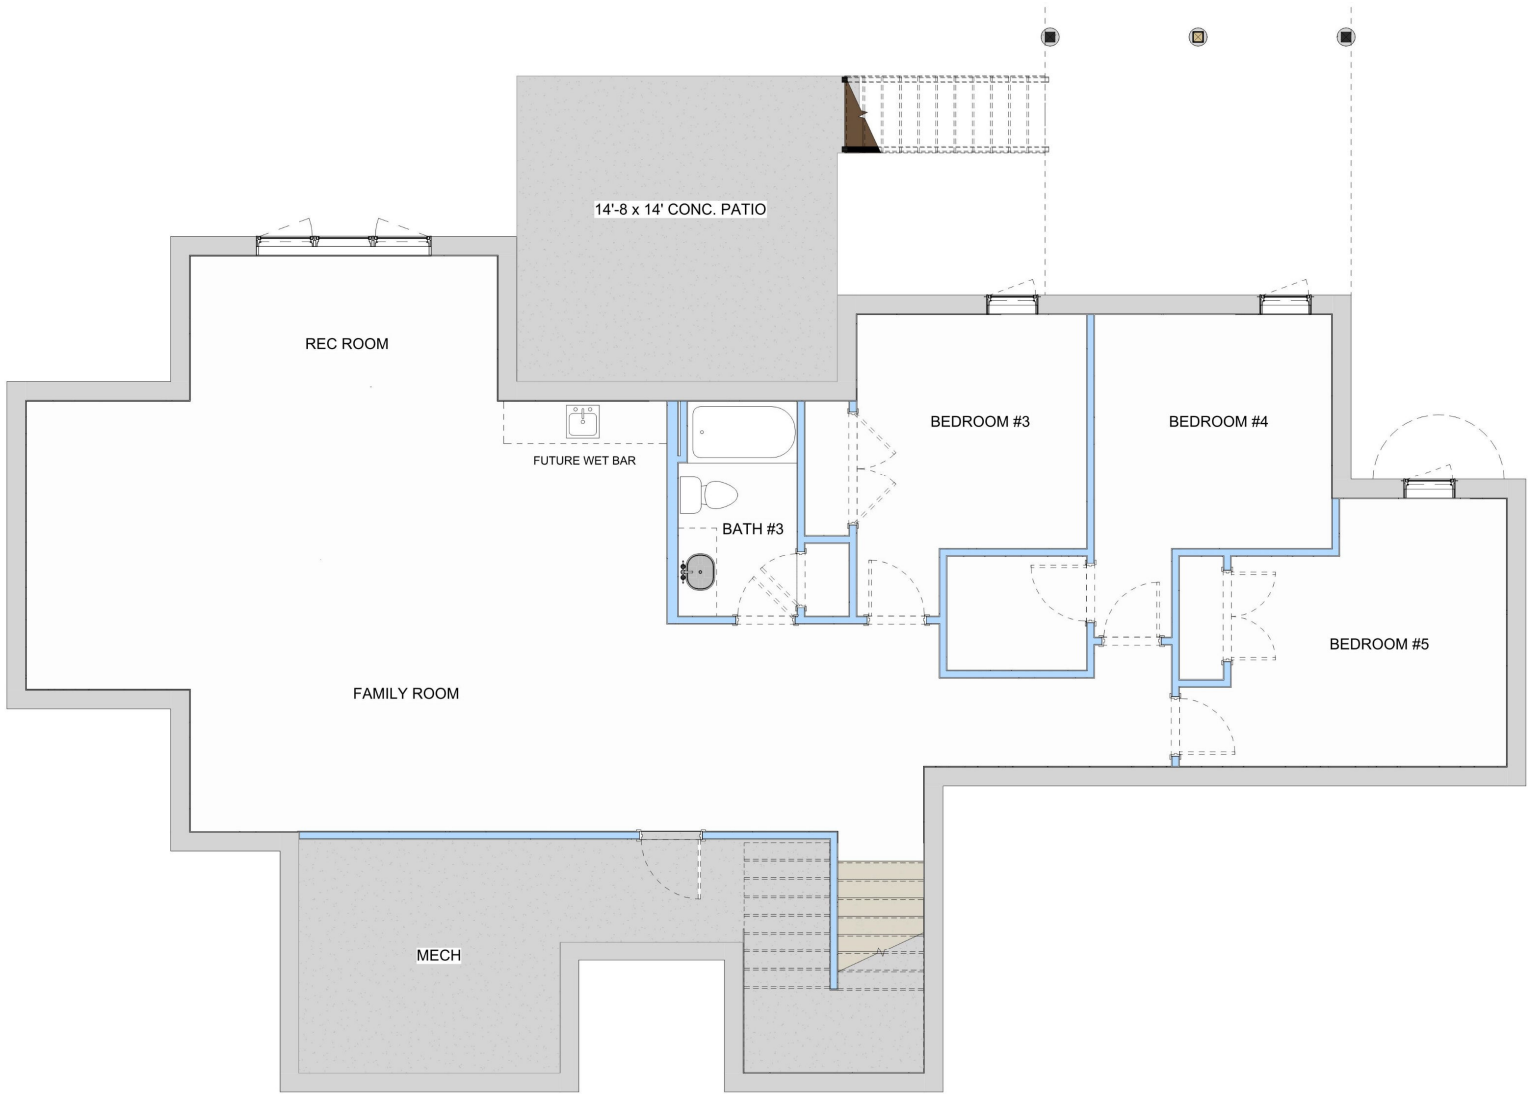 14'-8 x 14' CONC. PATIO
REC ROOM
BEDROOM #3
BEDROOM #4
FUTURE WET BAR
BATH #3
BEDROOM #5
FAMILY ROOM
MECH